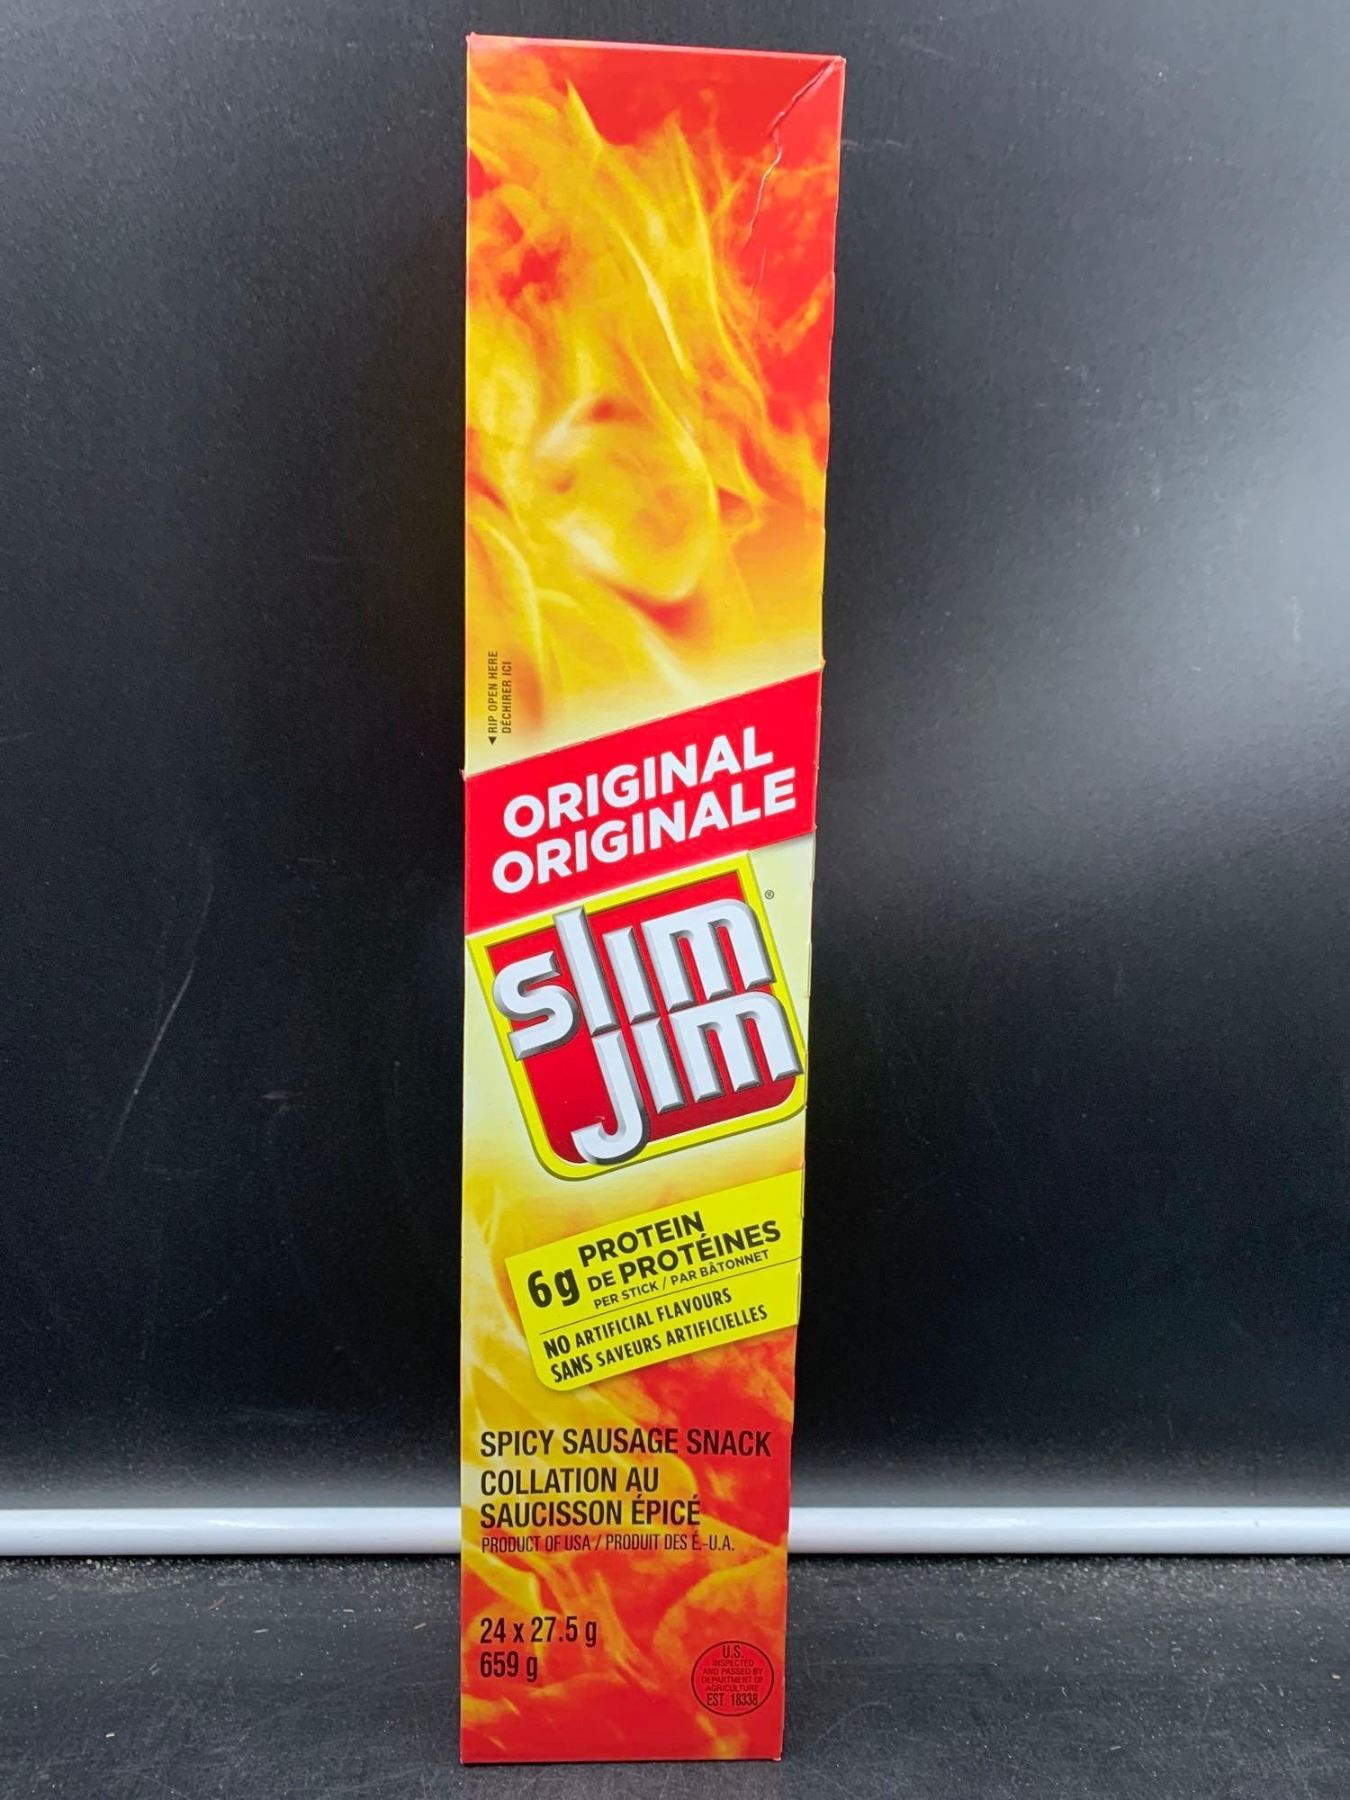 ◄ RIP OPEN HERE
DÉCHIRER ICI
ORIGINAL
ORIGINALE
slim
jim
®
6g PROTEIN
DE PROTÉINES
PER STICK / PAR BÂTONNET
NO ARTIFICIAL FLAVOURS
SANS SAVEURS ARTIFICIELLES
SPICY SAUSAGE SNACK
COLLATION AU
SAUCISSON ÉPICÉ
PRODUCT OF USA / PRODUIT DES É.-U.A.
24 x 27.5 g
659 g
U.S.
INSPECTED
AND PASSED BY
DEPARTMENT OF
AGRICULTURE
EST. 18338